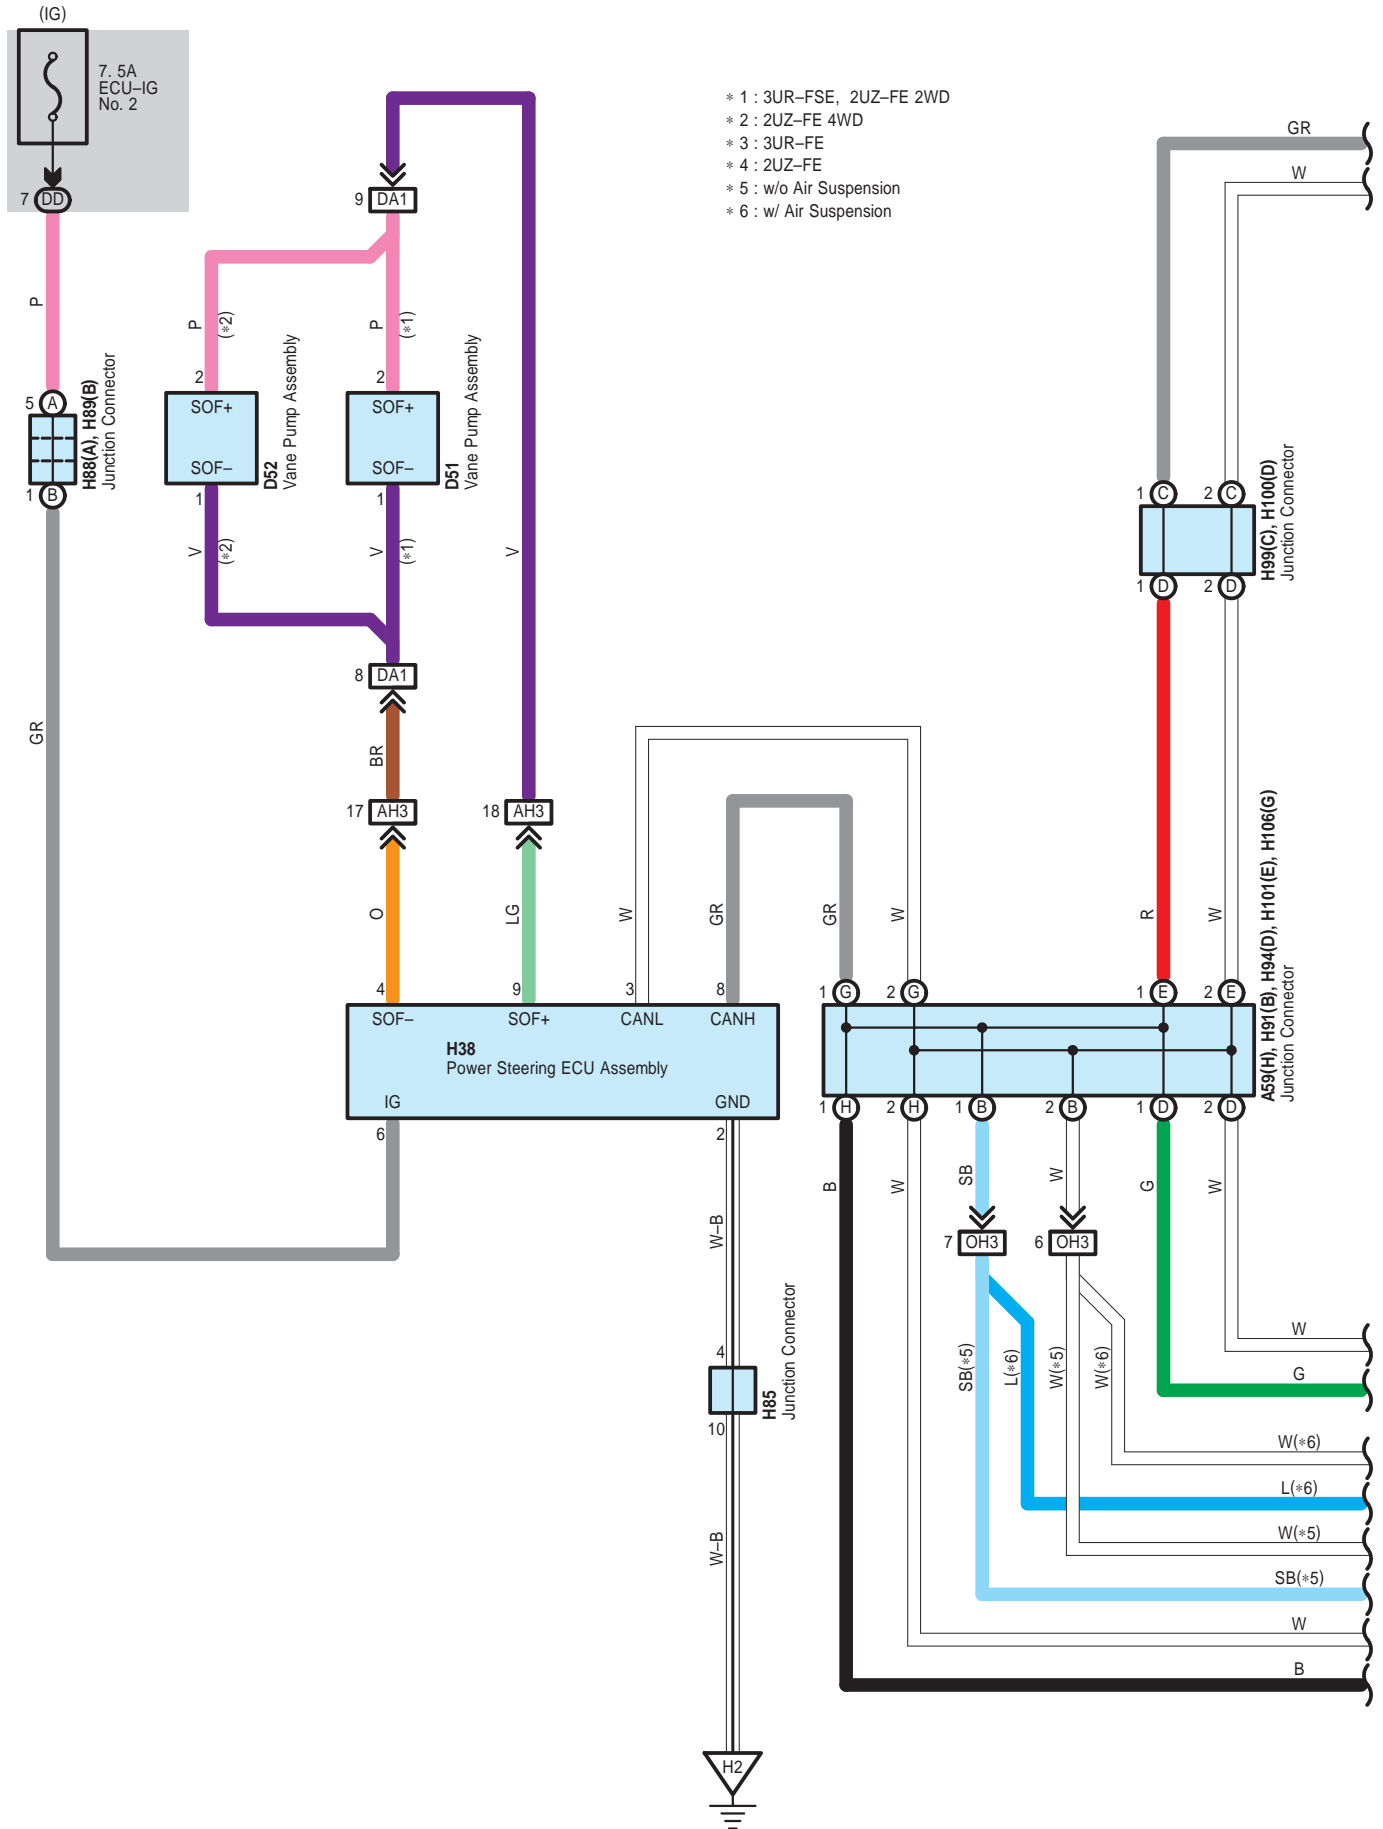 (IG)
7. 5A
ECU–IG
No. 2
7 DD
P
5 A
H88(A), H89(B)
Junction Connector
1 B
GR
9 DA1
P
(∗2)
P
(∗1)
2
SOF+
SOF–
1
D52
Vane Pump Assembly
2
SOF+
SOF–
1
D51
Vane Pump Assembly
V
(∗2)
V
(∗1)
V
8 DA1
BR
17 AH3
18 AH3
O
LG
W
GR
GR
W
∗ 1 : 3UR–FSE, 2UZ–FE 2WD
∗ 2 : 2UZ–FE 4WD
∗ 3 : 3UR–FE
∗ 4 : 2UZ–FE
∗ 5 : w/o Air Suspension
∗ 6 : w/ Air Suspension
GR
W
1 C
2 C
H99(C), H100(D)
Junction Connector
1 D
2 D
R
W
4
9
3
8
SOF–
SOF+
CANL
CANH
H38
Power Steering ECU Assembly
IG
GND
6
2
1 G
2 G
1 E
2 E
A59(H), H91(B), H94(D), H101(E), H106(G)
Junction Connector
1 H
2 H
1 B
2 B
1 D
2 D
W–B
B
W
SB
W
G
W
7 OH3
6 OH3
4
H85
Junction Connector
10
W–B
SB(∗5)
L(∗6)
W(∗5)
W(∗6)
W
G
W(∗6)
L(∗6)
W(∗5)
SB(∗5)
W
B
H2